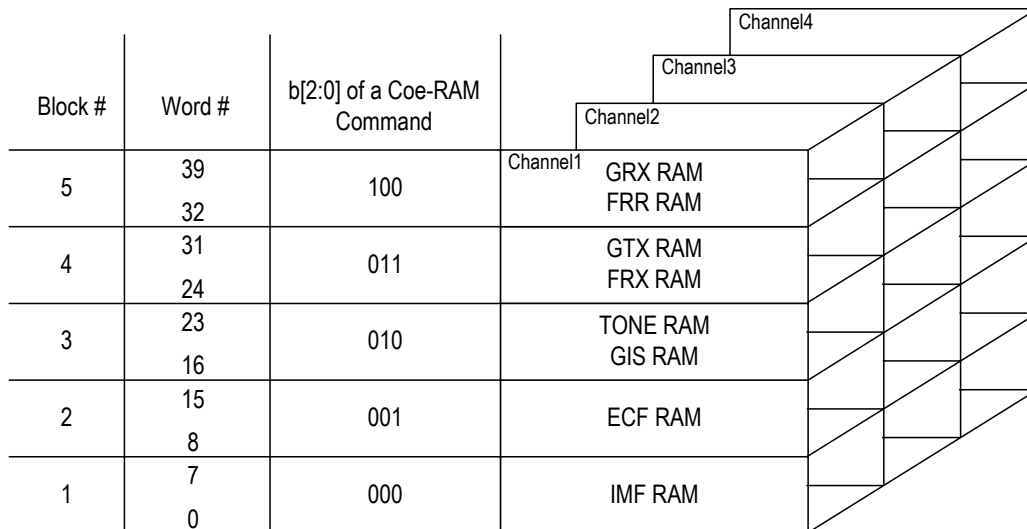 Channel4
Channel3
Channel2
Block #
Word #
b[2:0] of a Coe-RAM
Command
Channel1
5
39
32
100
GRX RAM
FRR RAM
4
31
24
011
GTX RAM
FRX RAM
3
23
16
010
TONE RAM
GIS RAM
2
15
8
001
ECF RAM
1
7
0
000
IMF RAM